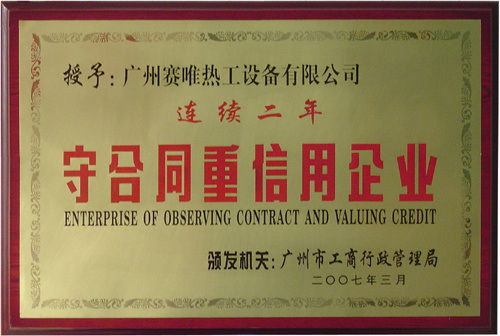 授予：广州赛唯热工设备有限公司
连续二年
守合同重信用企业
ENTERPRISE OF OBSERVING CONTRACT AND VALUING CREDIT
颁发机关：广州市工商行政管理局
二〇〇七年三月